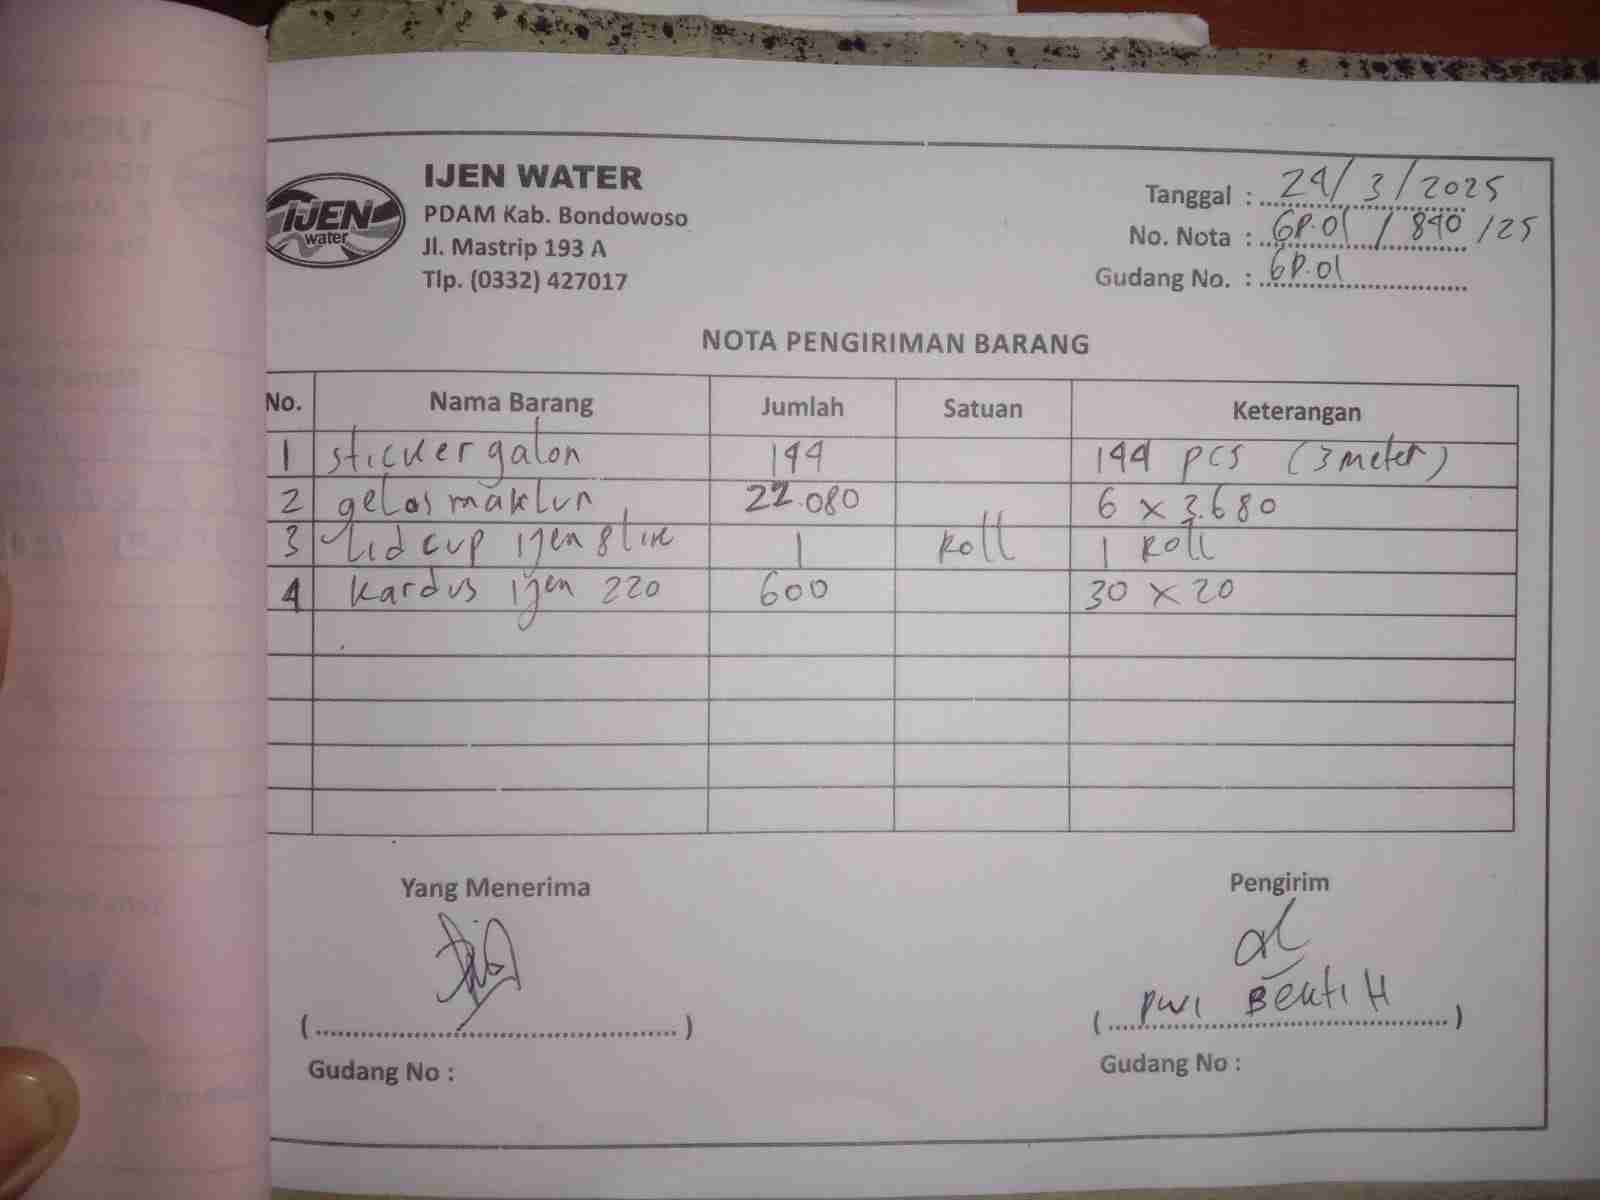 IJEN WATER
PDAM Kab. Bondowoso
Jl. Mastrip 193 A
Tlp. (0332) 427017
IJEN
water
Tanggal : 24/3/2025
No. Nota : GP.01 / 840 /25
Gudang No. : GP.01
NOTA PENGIRIMAN BARANG
No. Nama Barang Jumlah Satuan Keterangan
1 sticker galon 144 144 pcs (3 meter)
2 gelas maklun 22.080 6 x 3.680
3 Lid cup ijen 8 line 1 Roll 1 Roll
4 kardus ijen 220 600 30 x 20
Yang Menerima
Pengirim
(........................................)
( Dwi Bekti H )
Gudang No :
Gudang No :